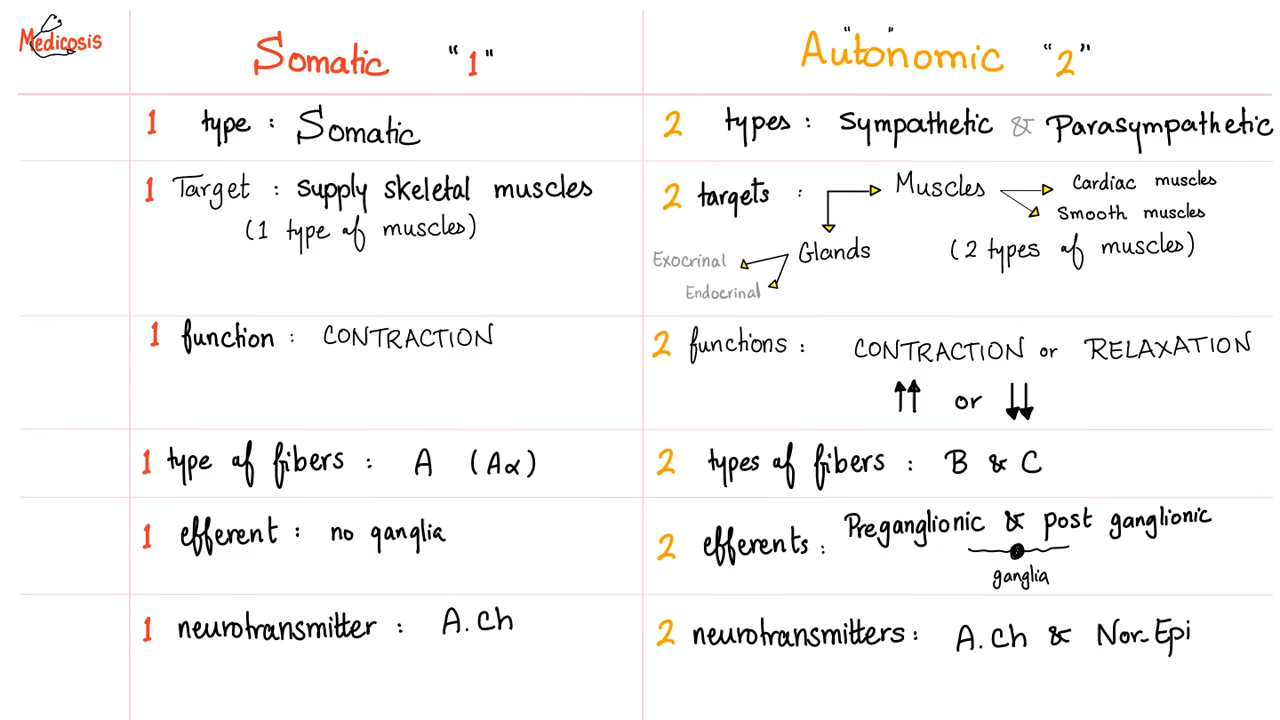 Medicosis
Somatic "1"
"Autonomic" "2"
1 type : Somatic
2 types : Sympathetic & Parasympathetic
1 Target : supply skeletal muscles
(1 type of muscles)
2 targets :
Muscles
Cardiac muscles
Smooth muscles
(2 types of muscles)
Glands
Exocrinal
Endocrinal
1 function : CONTRACTION
2 functions : CONTRACTION or RELAXATION
↑↑ or ↓↓
1 type of fibers : A (Aα)
2 types of fibers : B & C
1 efferent : no ganglia
2 efferents : Preganglionic & post ganglionic
ganglia
1 neurotransmitter : A.Ch
2 neurotransmitters : A.Ch & Nor-Epi